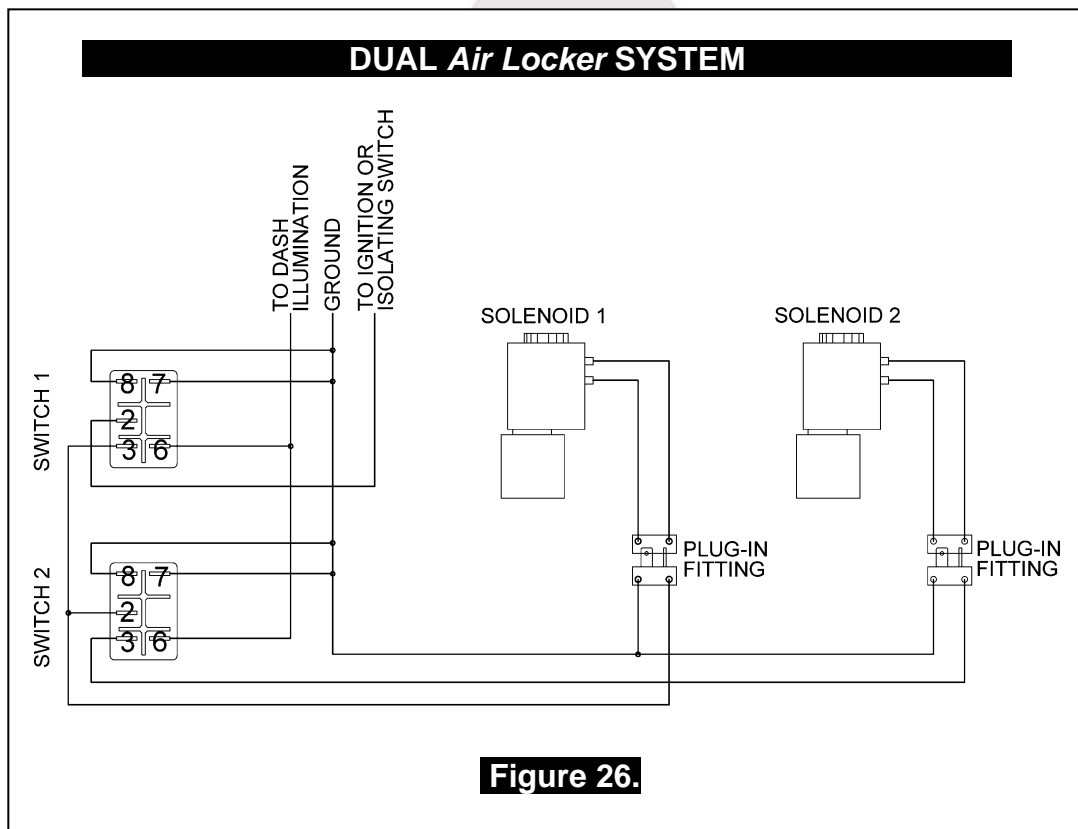 DUAL Air Locker SYSTEM
TO DASH
ILLUMINATION
GROUND
TO IGNITION OR
ISOLATING SWITCH
SOLENOID 1
SOLENOID 2
SWITCH 1
8 7
2
3 6
SWITCH 2
8 7
2
3 6
PLUG-IN
FITTING
PLUG-IN
FITTING
Figure 26.